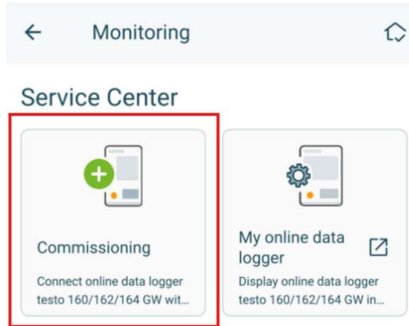 Monitoring
Service Center
Commissioning
Connect online data logger
testo 160/162/164 GW wit...
My online data
logger
Display online data logger
testo 160/162/164 GW in...